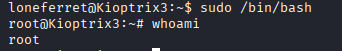 loneferret@Kioptrix3:~$ sudo /bin/bash
root@Kioptrix3:~# whoami
root